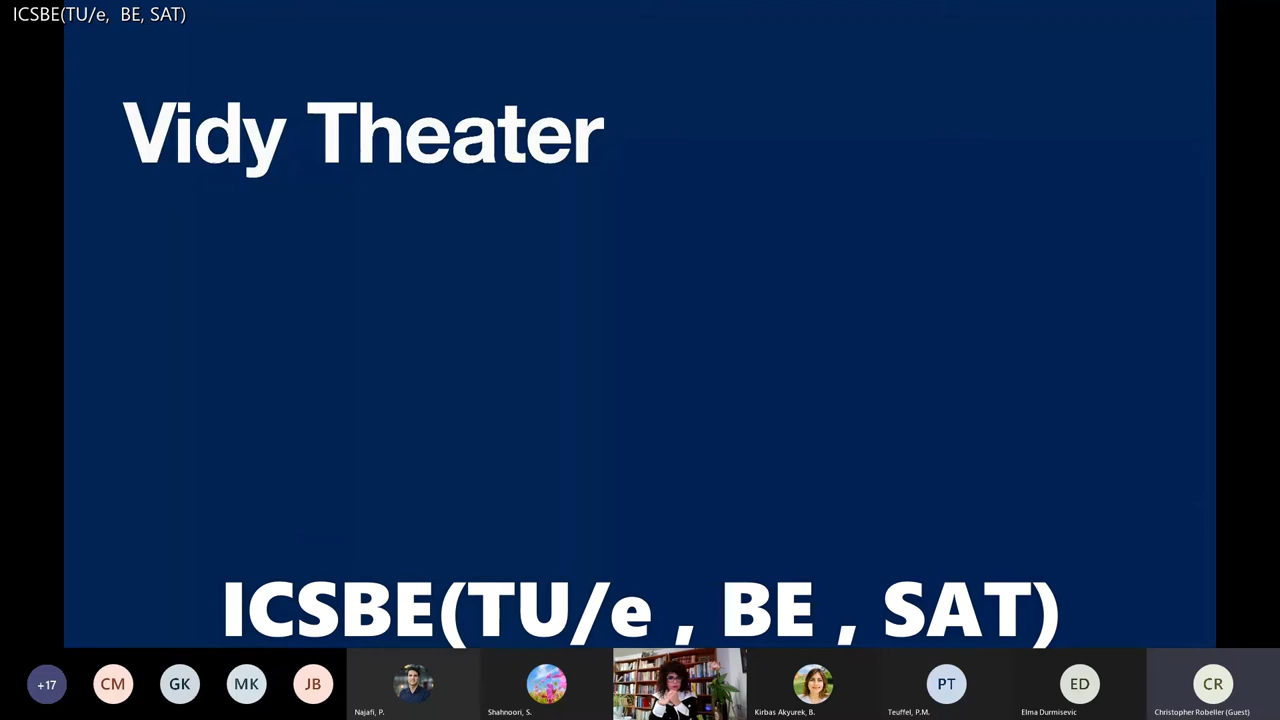 ICSBE(TU/e, BE, SAT)
Vidy Theater
ICSBE(TU/e , BE , SAT)
+17
CM
GK
MK
JB
Najafi, P.
Shahnoori, S.
Kirbas Akyurek, B.
PT
Teuffel, P.M.
ED
Elma Durmisevic
CR
Christopher Robeller (Guest)